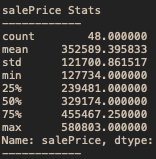 salePrice Stats
------------
count 48.000000
mean 352589.395833
std 121700.861517
min 127734.000000
25% 239481.000000
50% 329174.000000
75% 455467.250000
max 580803.000000
Name: salePrice, dtype:
------------